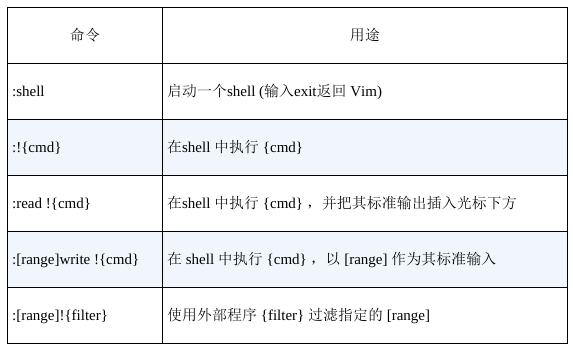 命令 用途
:shell 启动一个shell (输入exit返回 Vim)
:!{cmd} 在shell 中执行 {cmd}
:read !{cmd} 在shell 中执行 {cmd} ，并把其标准输出插入光标下方
:[range]write !{cmd} 在 shell 中执行 {cmd} ，以 [range] 作为其标准输入
:[range]!{filter} 使用外部程序 {filter} 过滤指定的 [range]